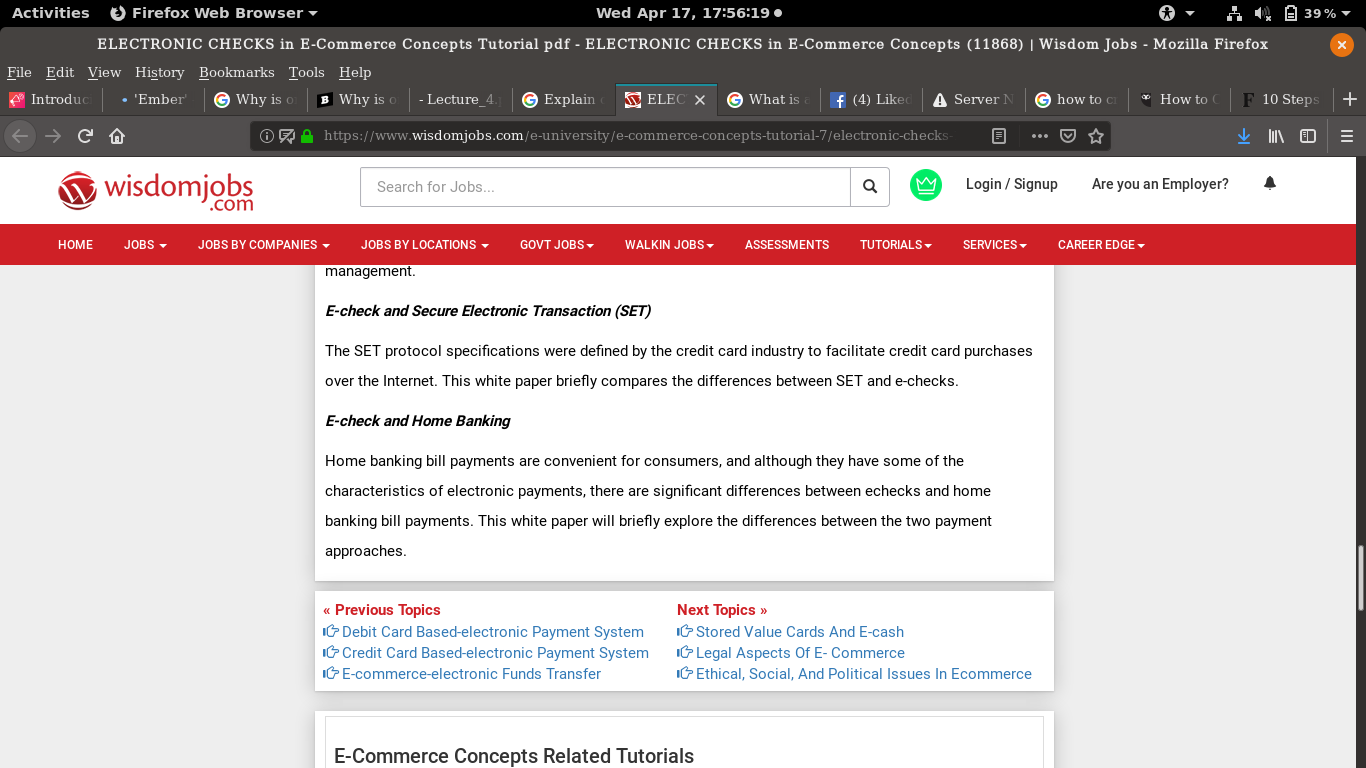 Activities Firefox Web Browser Wed Apr 17, 17:56:19 39 %
ELECTRONIC CHECKS in E-Commerce Concepts Tutorial pdf - ELECTRONIC CHECKS in E-Commerce Concepts (11868) | Wisdom Jobs - Mozilla Firefox
File Edit View History Bookmarks Tools Help
Introduc 'Ember' Why is o Why is o - Lecture_4.p Explain ELEC What is (4) Liked Server N how to c How to C 10 Steps
https://www.wisdomjobs.com/e-university/e-commerce-concepts-tutorial-7/electronic-checks-
wisdomjobs
.com
Search for Jobs...
Login / Signup Are you an Employer?
HOME JOBS JOBS BY COMPANIES JOBS BY LOCATIONS GOVT JOBS WALKIN JOBS ASSESSMENTS TUTORIALS SERVICES CAREER EDGE
management.
E-check and Secure Electronic Transaction (SET)
The SET protocol specifications were defined by the credit card industry to facilitate credit card purchases
over the Internet. This white paper briefly compares the differences between SET and e-checks.
E-check and Home Banking
Home banking bill payments are convenient for consumers, and although they have some of the
characteristics of electronic payments, there are significant differences between echecks and home
banking bill payments. This white paper will briefly explore the differences between the two payment
approaches.
« Previous Topics
Debit Card Based-electronic Payment System
Credit Card Based-electronic Payment System
E-commerce-electronic Funds Transfer
Next Topics »
Stored Value Cards And E-cash
Legal Aspects Of E- Commerce
Ethical, Social, And Political Issues In Ecommerce
E-Commerce Concepts Related Tutorials